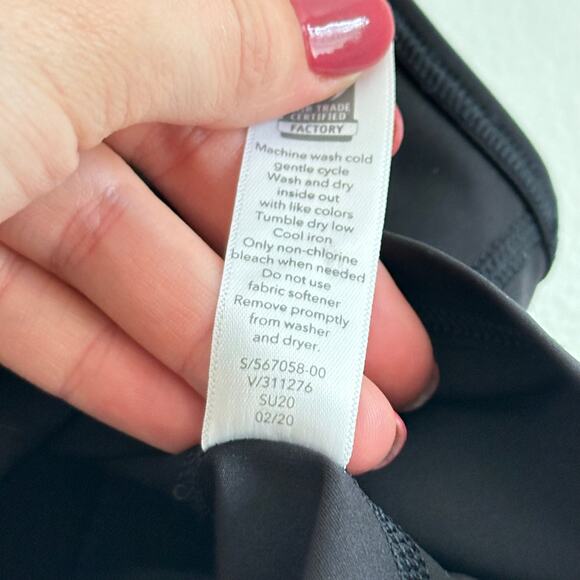 TRADE
CERTIFIED
FACTORY
Machine wash cold
gentle cycle
Wash and dry
inside out
with like colors
Tumble dry low
Cool iron
Only non-chlorine
bleach when needed
Do not use
fabric softener
Remove promptly
from washer
and dryer.
S/567058-00
V/311276
SU20
02/20